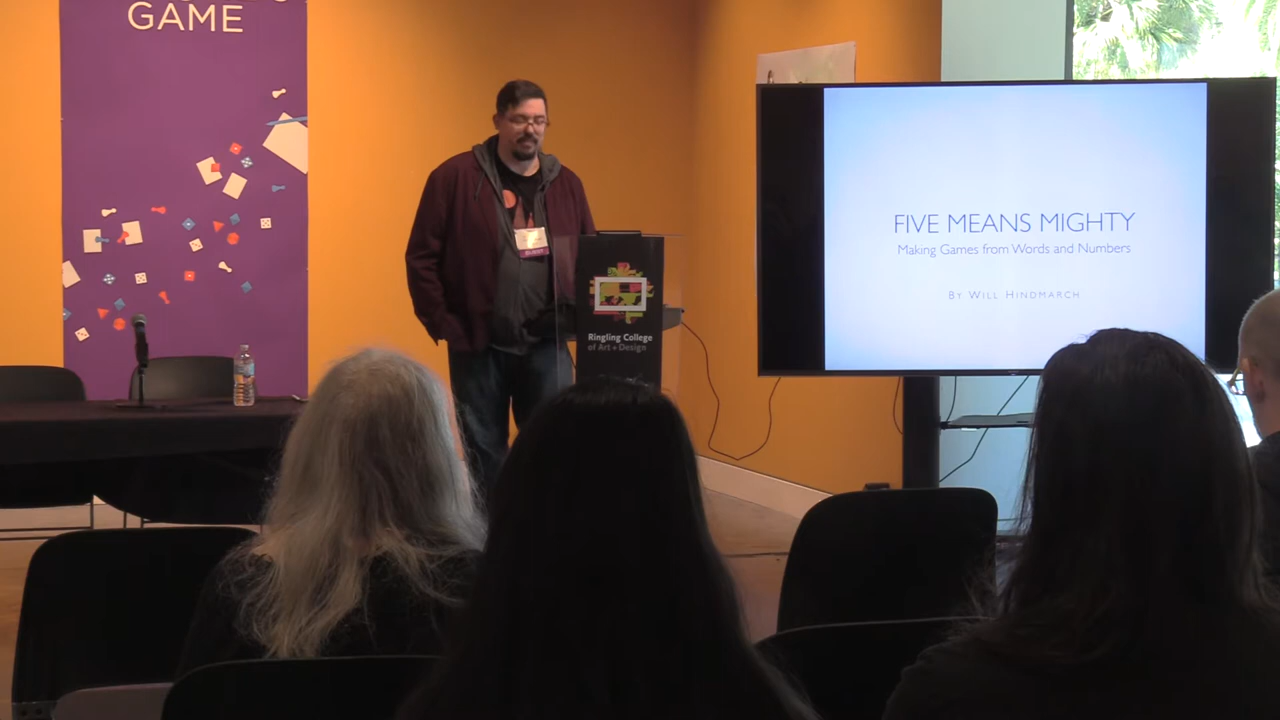 GAME
FIVE MEANS MIGHTY
Making Games from Words and Numbers
BY WILL HINDMARCH
Ringling College
of Art + Design